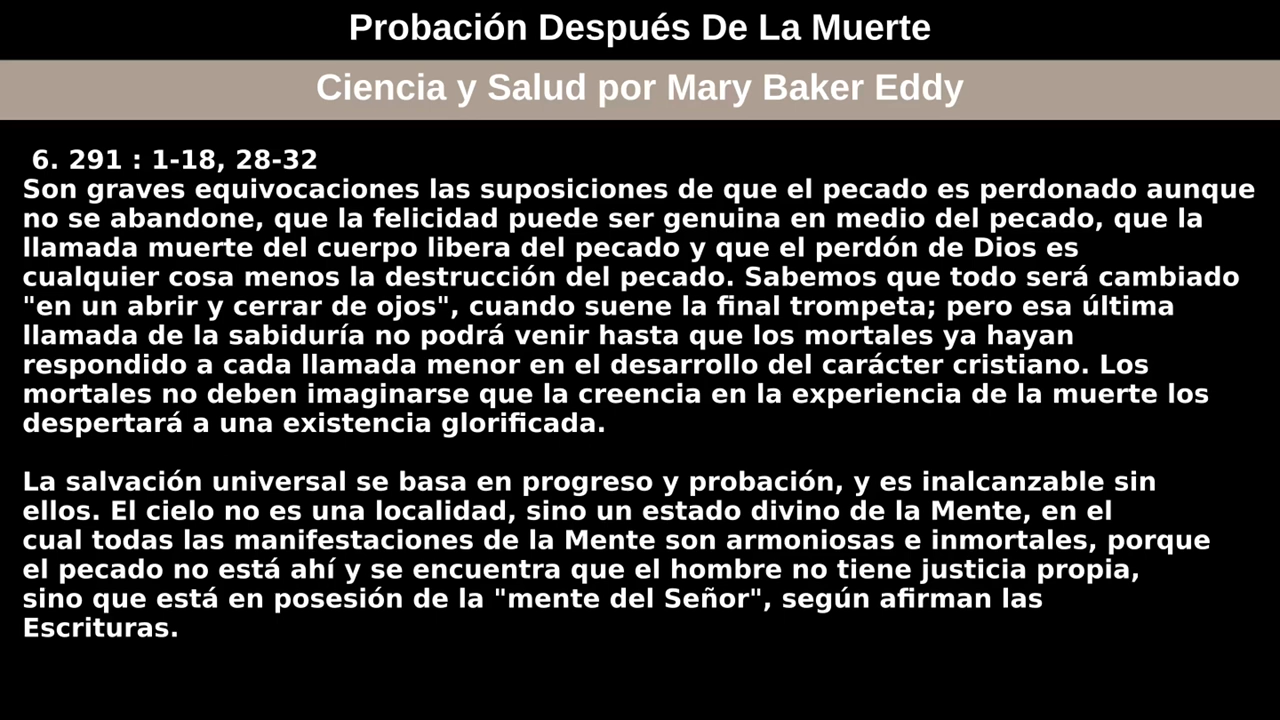 Probación Después De La Muerte
Ciencia y Salud por Mary Baker Eddy
6. 291 : 1-18, 28-32
Son graves equivocaciones las suposiciones de que el pecado es perdonado aunque
no se abandone, que la felicidad puede ser genuina en medio del pecado, que la
llamada muerte del cuerpo libera del pecado y que el perdón de Dios es
cualquier cosa menos la destrucción del pecado. Sabemos que todo será cambiado
"en un abrir y cerrar de ojos", cuando suene la final trompeta; pero esa última
llamada de la sabiduría no podrá venir hasta que los mortales ya hayan
respondido a cada llamada menor en el desarrollo del carácter cristiano. Los
mortales no deben imaginarse que la creencia en la experiencia de la muerte los
despertará a una existencia glorificada.
La salvación universal se basa en progreso y probación, y es inalcanzable sin
ellos. El cielo no es una localidad, sino un estado divino de la Mente, en el
cual todas las manifestaciones de la Mente son armoniosas e inmortales, porque
el pecado no está ahí y se encuentra que el hombre no tiene justicia propia,
sino que está en posesión de la "mente del Señor", según afirman las
Escrituras.